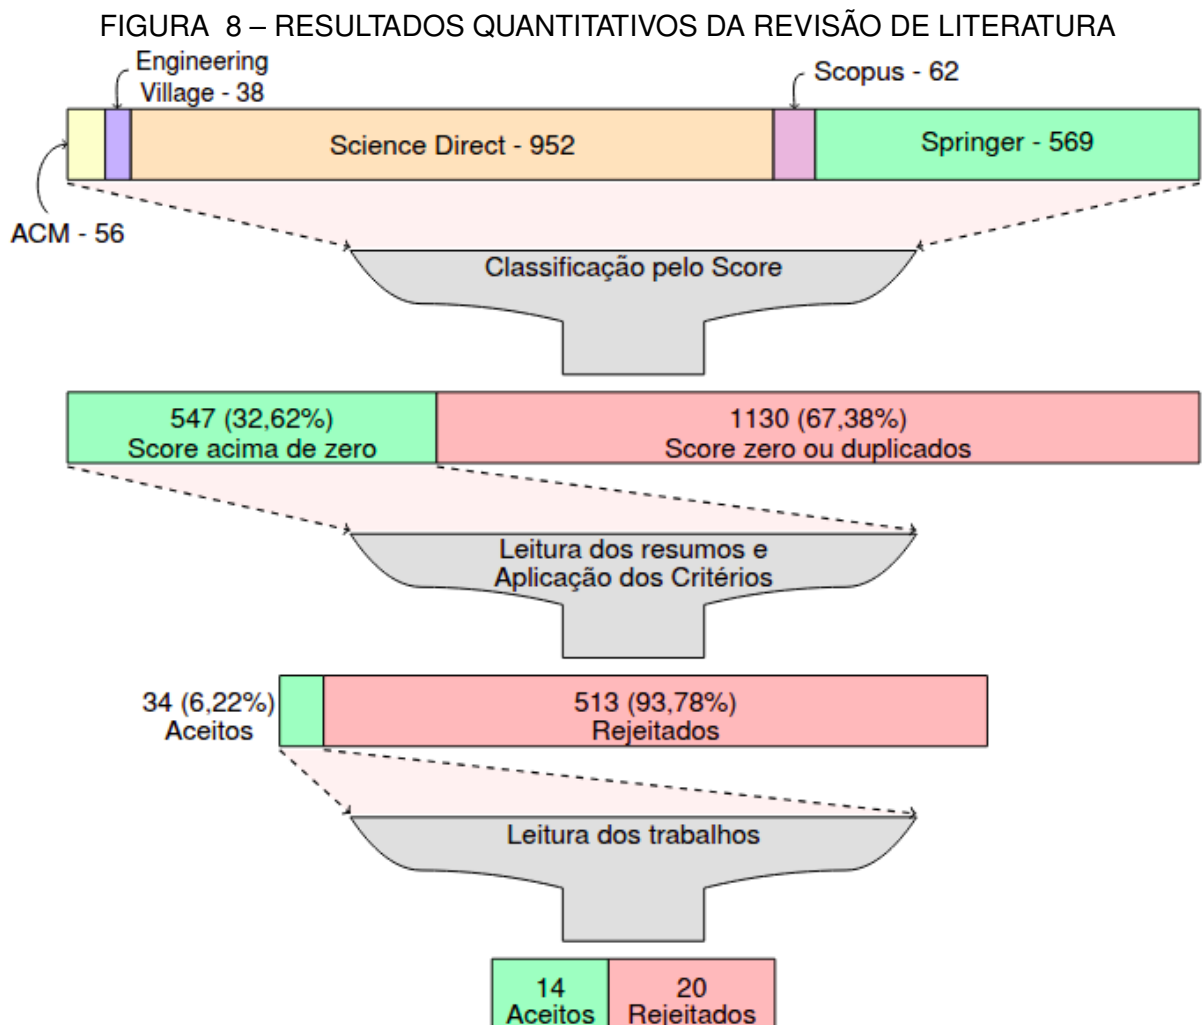 FIGURA 8 – RESULTADOS QUANTITATIVOS DA REVISÃO DE LITERATURA
Engineering
Village - 38
Scopus - 62
Science Direct - 952
Springer - 569
ACM - 56
Classificação pelo Score
547 (32,62%)
Score acima de zero
1130 (67,38%)
Score zero ou duplicados
Leitura dos resumos e
Aplicação dos Critérios
34 (6,22%)
Aceitos
513 (93,78%)
Rejeitados
Leitura dos trabalhos
14
Aceitos
20
Rejeitados